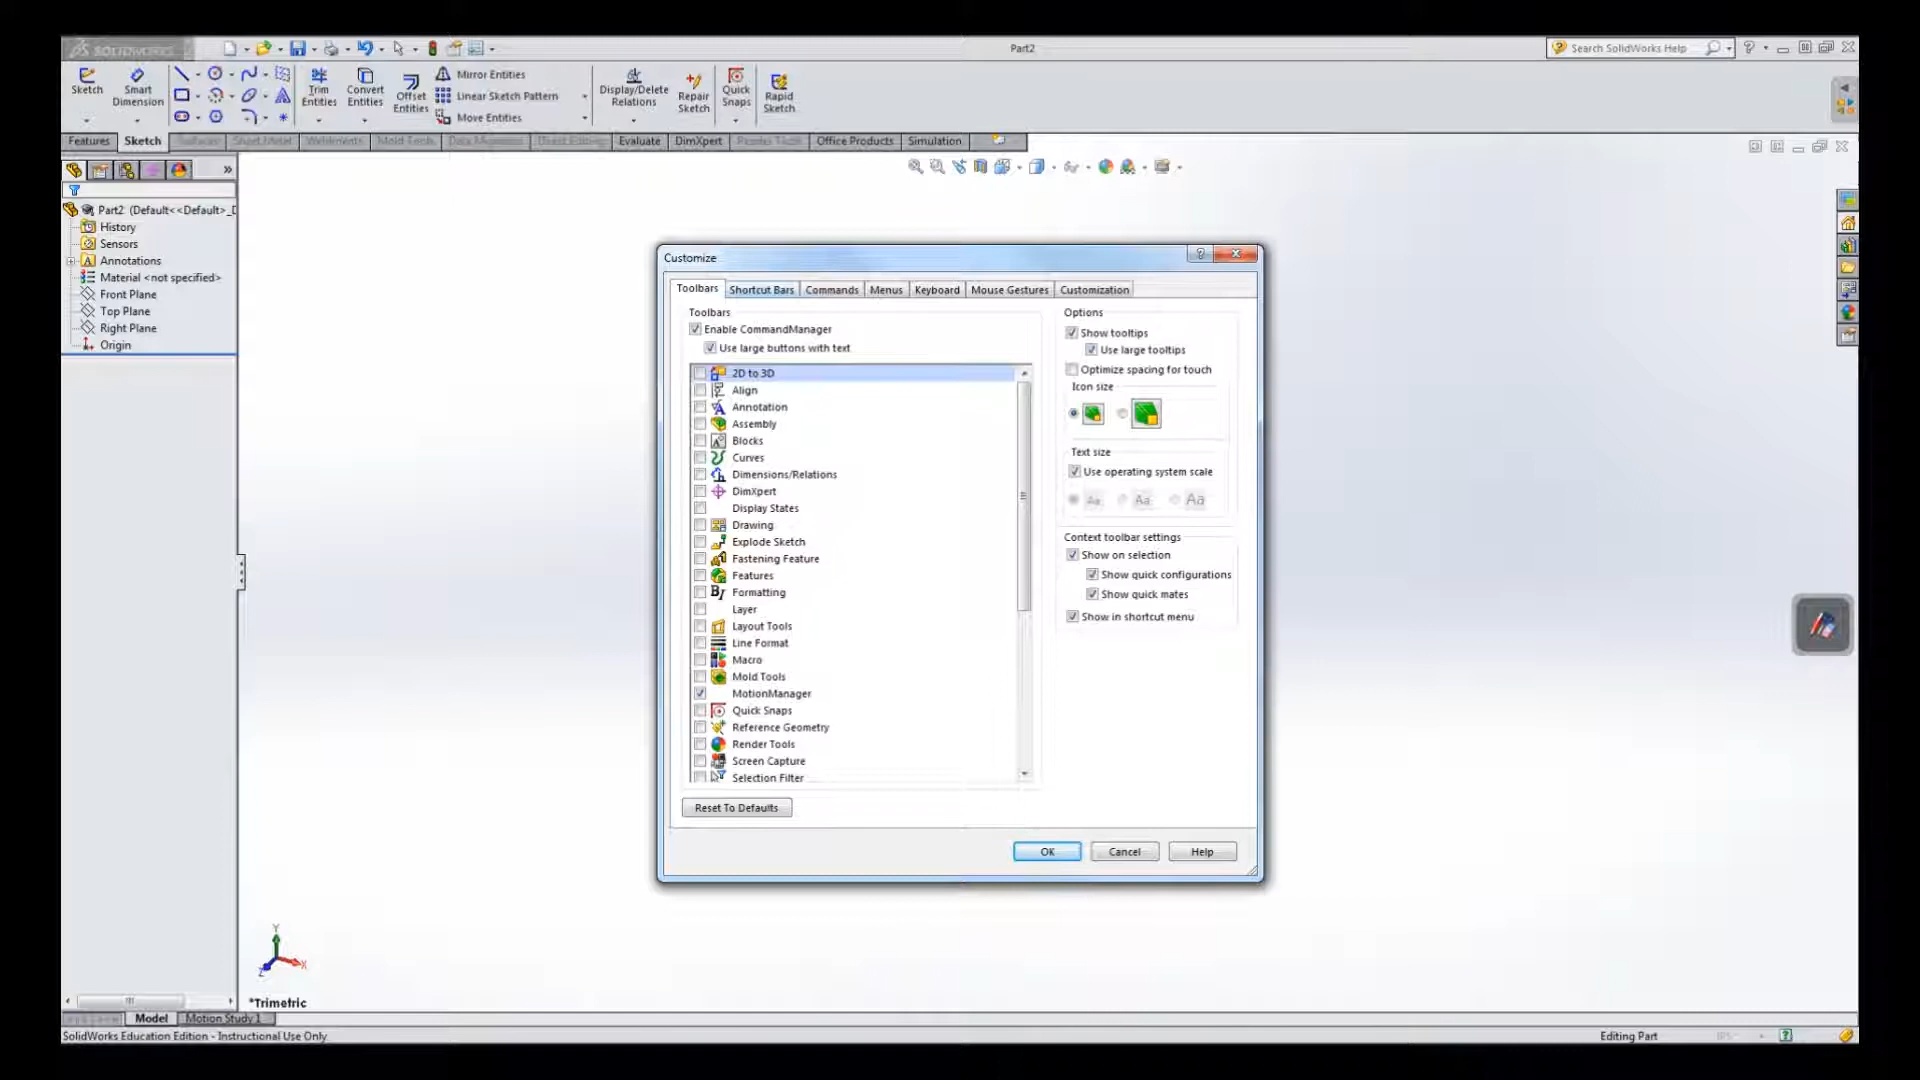 SOLIDWORKS
Part2
Search SolidWorks Help
Sketch
Smart Dimension
Trim Entities
Convert Entities
Offset Entities
Mirror Entities
Linear Sketch Pattern
Move Entities
Display/Delete Relations
Repair Sketch
Quick Snaps
Rapid Sketch
Features
Sketch
Surfaces
Sheet Metal
Weldments
Mold Tools
Data Migration
Direct Editing
Evaluate
DimXpert
Render Tools
Office Products
Simulation
Part2 (Default<<Default>_D
History
Sensors
Annotations
Material <not specified>
Front Plane
Top Plane
Right Plane
Origin
Customize
Toolbars
Shortcut Bars
Commands
Menus
Keyboard
Mouse Gestures
Customization
Toolbars
Enable CommandManager
Use large buttons with text
2D to 3D
Align
Annotation
Assembly
Blocks
Curves
Dimensions/Relations
DimXpert
Display States
Drawing
Explode Sketch
Fastening Feature
Features
Formatting
Layer
Layout Tools
Line Format
Macro
Mold Tools
MotionManager
Quick Snaps
Reference Geometry
Render Tools
Screen Capture
Selection Filter
Reset To Defaults
Options
Show tooltips
Use large tooltips
Optimize spacing for touch
Icon size
Text size
Use operating system scale
Aa
Aa
Aa
Context toolbar settings
Show on selection
Show quick configurations
Show quick mates
Show in shortcut menu
OK
Cancel
Help
Y
X
Z
*Trimetric
Model
Motion Study 1
SolidWorks Education Edition - Instructional Use Only
Editing Part